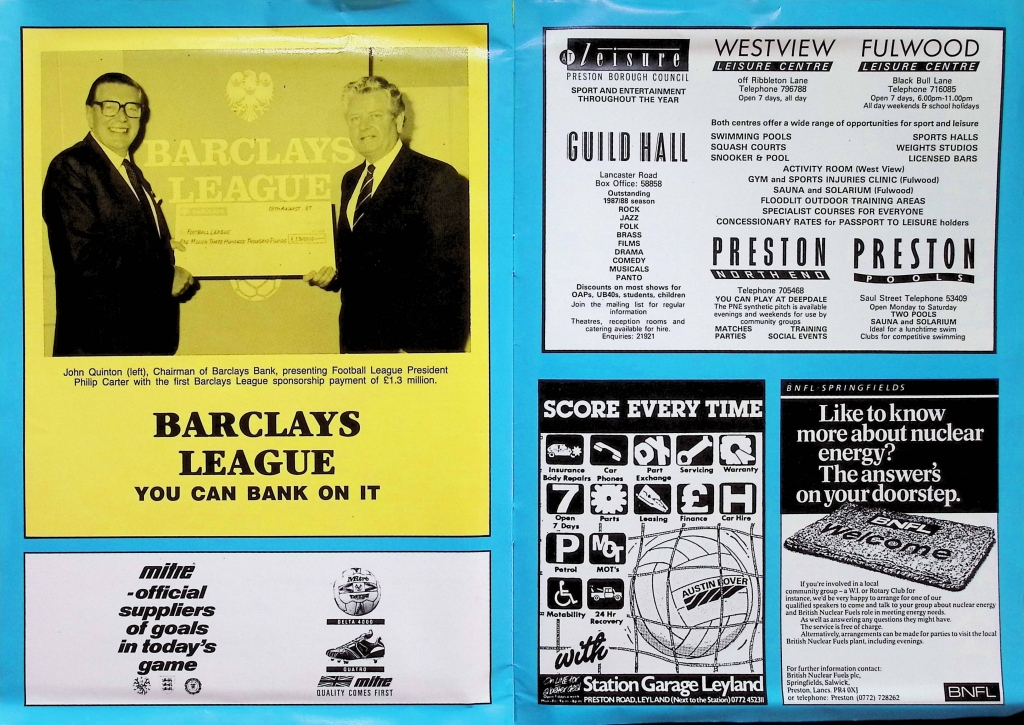 BARCLAYS
LEAGUE
FOOTBALL LEAGUE
ONE MILLION THREE HUNDRED THOUSAND POUNDS
John Quinton (left), Chairman of Barclays Bank, presenting Football League President
Philip Carter with the first Barclays League sponsorship payment of £1.3 million.
BARCLAYS
LEAGUE
YOU CAN BANK ON IT
mitre
-official
suppliers
of goals
in today's
game
Mitre
DELTA 4000
QUATRO
mitre
QUALITY COMES FIRST
AT Leisure
PRESTON BOROUGH COUNCIL
SPORT AND ENTERTAINMENT
THROUGHOUT THE YEAR
GUILD HALL
Lancaster Road
Box Office: 58858
Outstanding
1987/88 season
ROCK
JAZZ
FOLK
BRASS
FILMS
DRAMA
COMEDY
MUSICALS
PANTO
Discounts on most shows for
OAPs, UB40s, students, children
Join the mailing list for regular
information
Theatres, reception rooms and
catering available for hire.
Enquiries: 21921
WESTVIEW
LEISURE CENTRE
off Ribbleton Lane
Telephone 796788
Open 7 days, all day
FULWOOD
LEISURE CENTRE
Black Bull Lane
Telephone 716085
Open 7 days, 6.00pm-11.00pm
All day weekends & school holidays
Both centres offer a wide range of opportunities for sport and leisure
SWIMMING POOLS SPORTS HALLS
SQUASH COURTS WEIGHTS STUDIOS
SNOOKER & POOL LICENSED BARS
ACTIVITY ROOM (West View)
GYM and SPORTS INJURIES CLINIC (Fulwood)
SAUNA and SOLARIUM (Fulwood)
FLOODLIT OUTDOOR TRAINING AREAS
SPECIALIST COURSES FOR EVERYONE
CONCESSIONARY RATES for PASSPORT TO LEISURE holders
PRESTON
NORTH END
Telephone 705468
YOU CAN PLAY AT DEEPDALE
The PNE synthetic pitch is available
evenings and weekends for use by
community groups
MATCHES TRAINING
PARTIES SOCIAL EVENTS
PRESTON
POOLS
Saul Street Telephone 53409
Open Monday to Saturday
TWO POOLS
SAUNA and SOLARIUM
Ideal for a lunchtime swim
Clubs for competitive swimming
SCORE EVERY TIME
Insurance Body Repairs
Car Phones
Part Exchange
Servicing
Warranty
7
Open 7 Days
Parts
Leasing
£
Finance
H
Car Hire
P
Petrol
MOT
MOT's
Motability
24 Hr Recovery
AUSTIN ROVER
with
Station Garage Leyland
PRESTON ROAD, LEYLAND (Next to the Station) 0772 452311
BNFL-SPRINGFIELDS
Like to know
more about nuclear
energy?
The answer's
on your doorstep.
BNFL
Welcome
If you're involved in a local
community group – a W.I. or Rotary Club for
instance, we'd be very happy to arrange for one of our
qualified speakers to come and talk to your group about nuclear energy
and British Nuclear Fuels role in meeting energy needs.
As well as answering any questions they might have.
The service is free of charge.
Alternatively, arrangements can be made for parties to visit the local
British Nuclear Fuels plant, including evenings.
For further information contact:
British Nuclear Fuels plc,
Springfields, Salwick,
Preston, Lancs. PR4 0XJ
or telephone: Preston (0772) 728262
BNFL